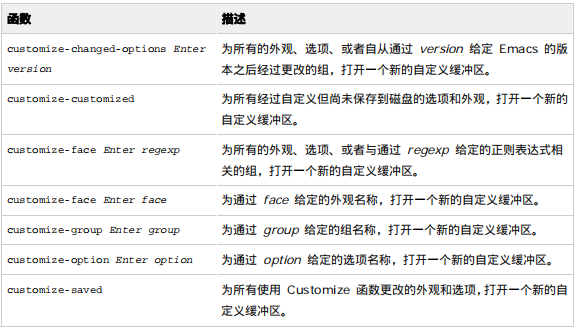 函数 描述
customize-changed-options Enter 为所有的外观、选项、或者自从通过 version 给定 Emacs 的版
version 本之后经过更改的组，打开一个新的自定义缓冲区。
customize-customized 为所有经过自定义但尚未保存到磁盘的选项和外观，打开一个新的
自定义缓冲区。
customize-face Enter regexp 为所有的外观、选项、或者与通过 regexp 给定的正则表达式相
关的组，打开一个新的自定义缓冲区。
customize-face Enter face 为通过 face 给定的外观名称，打开一个新的自定义缓冲区。
customize-group Enter group 为通过 group 给定的组名称，打开一个新的自定义缓冲区。
customize-option Enter option 为通过 option 给定的选项名称，打开一个新的自定义缓冲区。
customize-saved 为所有使用 Customize 函数更改的外观和选项，打开一个新的自
定义缓冲区。